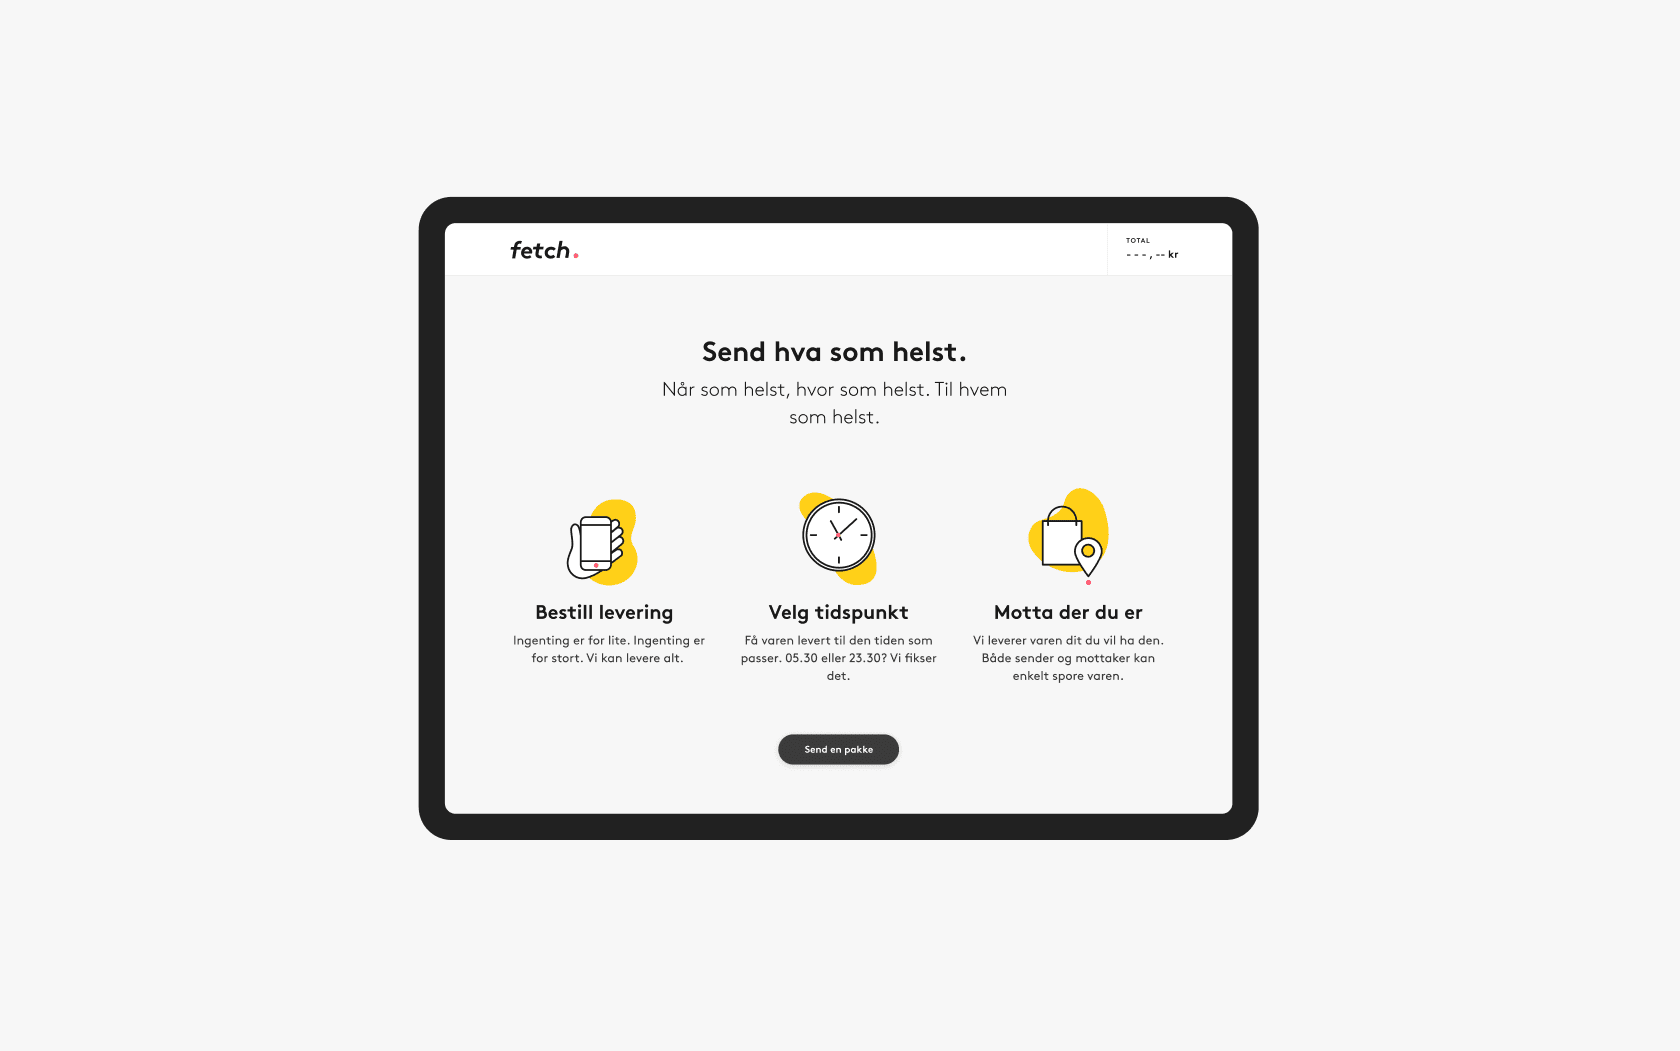 fetch.
TOTAL
- - - , -- kr
Send hva som helst.
Når som helst, hvor som helst. Til hvem
som helst.
Bestill levering
Ingenting er for lite. Ingenting er
for stort. Vi kan levere alt.
Velg tidspunkt
Få varen levert til den tiden som
passer. 05.30 eller 23.30? Vi fikser
det.
Motta der du er
Vi leverer varen dit du vil ha den.
Både sender og mottaker kan
enkelt spore varen.
Send en pakke